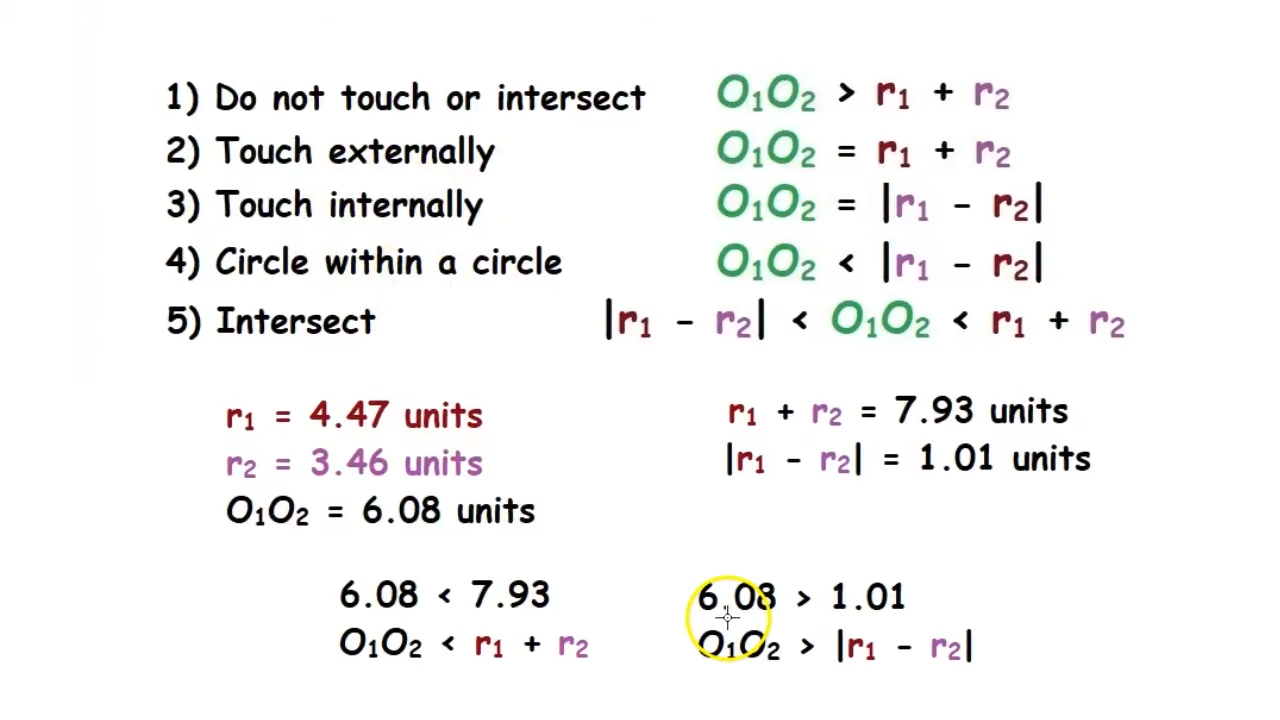 1) Do not touch or intersect O₁O₂ > r₁ + r₂
2) Touch externally O₁O₂ = r₁ + r₂
3) Touch internally O₁O₂ = |r₁ - r₂|
4) Circle within a circle O₁O₂ < |r₁ - r₂|
5) Intersect |r₁ - r₂| < O₁O₂ < r₁ + r₂
r₁ = 4.47 units r₁ + r₂ = 7.93 units
r₂ = 3.46 units |r₁ - r₂| = 1.01 units
O₁O₂ = 6.08 units
6.08 < 7.93 6.08 > 1.01
O₁O₂ < r₁ + r₂ O₁O₂ > |r₁ - r₂|